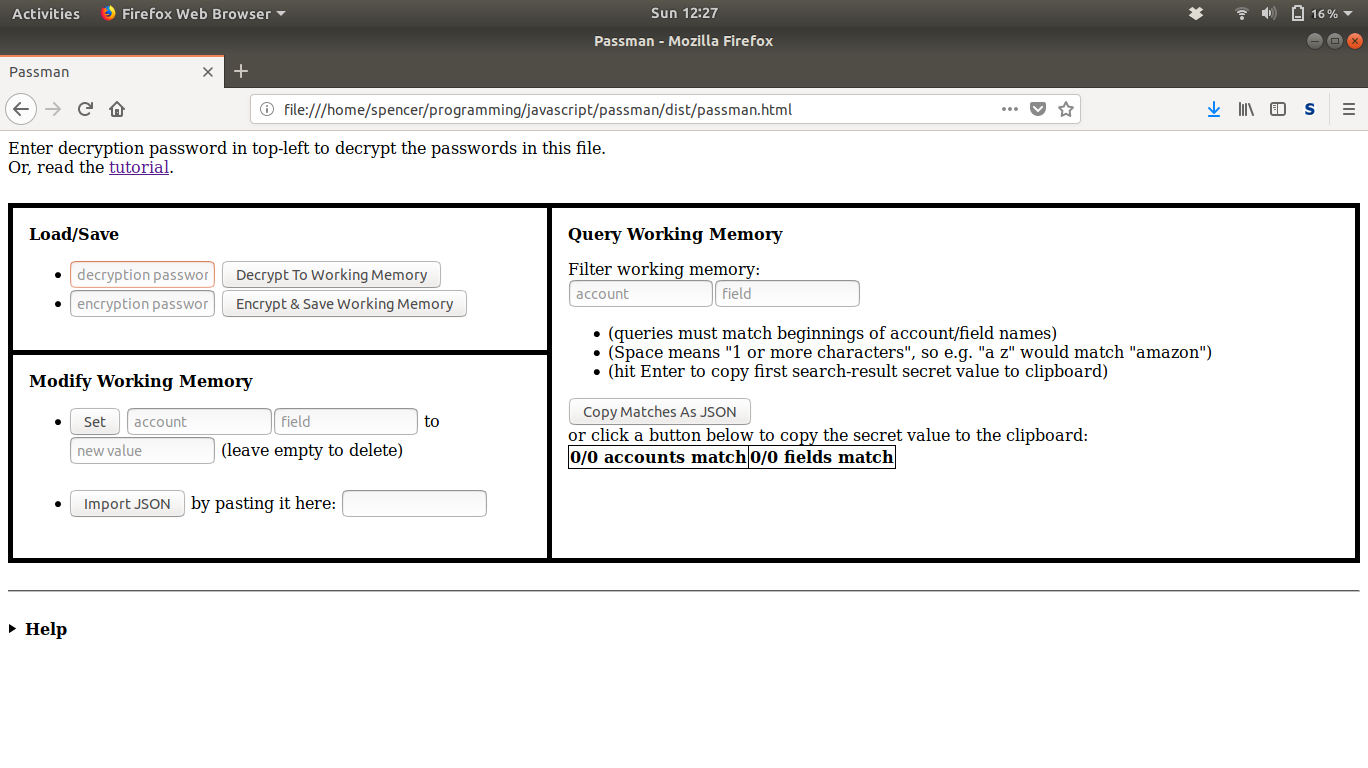 Activities Firefox Web Browser Sun 12:27 16%
Passman - Mozilla Firefox
Passman
file:///home/spencer/programming/javascript/passman/dist/passman.html S
Enter decryption password in top-left to decrypt the passwords in this file.
Or, read the tutorial.
Load/Save
decryption passwor Decrypt To Working Memory
encryption passwor Encrypt & Save Working Memory
Modify Working Memory
Set account field to
new value (leave empty to delete)
Import JSON by pasting it here:
Query Working Memory
Filter working memory:
account field
(queries must match beginnings of account/field names)
(Space means "1 or more characters", so e.g. "a z" would match "amazon")
(hit Enter to copy first search-result secret value to clipboard)
Copy Matches As JSON
or click a button below to copy the secret value to the clipboard:
0/0 accounts match 0/0 fields match
Help